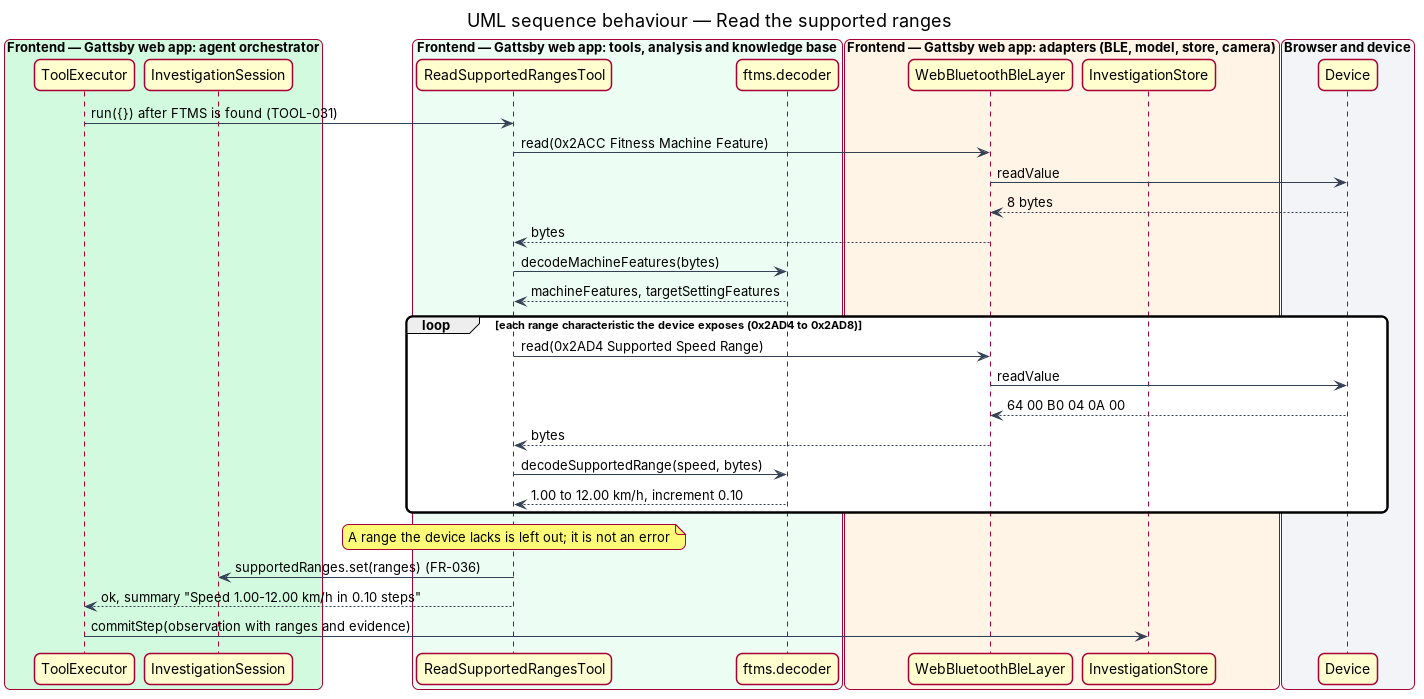 UML sequence behaviour — Read the supported ranges
Frontend — Gattsby web app: agent orchestrator
Frontend — Gattsby web app: tools, analysis and knowledge base
Frontend — Gattsby web app: adapters (BLE, model, store, camera)
Browser and device
ToolExecutor
InvestigationSession
ReadSupportedRangesTool
ftms.decoder
WebBluetoothBleLayer
InvestigationStore
Device
run({}) after FTMS is found (TOOL-031)
read(0x2ACC Fitness Machine Feature)
readValue
8 bytes
bytes
decodeMachineFeatures(bytes)
machineFeatures, targetSettingFeatures
loop
[each range characteristic the device exposes (0x2AD4 to 0x2AD8)]
read(0x2AD4 Supported Speed Range)
readValue
64 00 B0 04 0A 00
bytes
decodeSupportedRange(speed, bytes)
1.00 to 12.00 km/h, increment 0.10
A range the device lacks is left out; it is not an error
supportedRanges.set(ranges) (FR-036)
ok, summary "Speed 1.00-12.00 km/h in 0.10 steps"
commitStep(observation with ranges and evidence)
ToolExecutor
InvestigationSession
ReadSupportedRangesTool
ftms.decoder
WebBluetoothBleLayer
InvestigationStore
Device